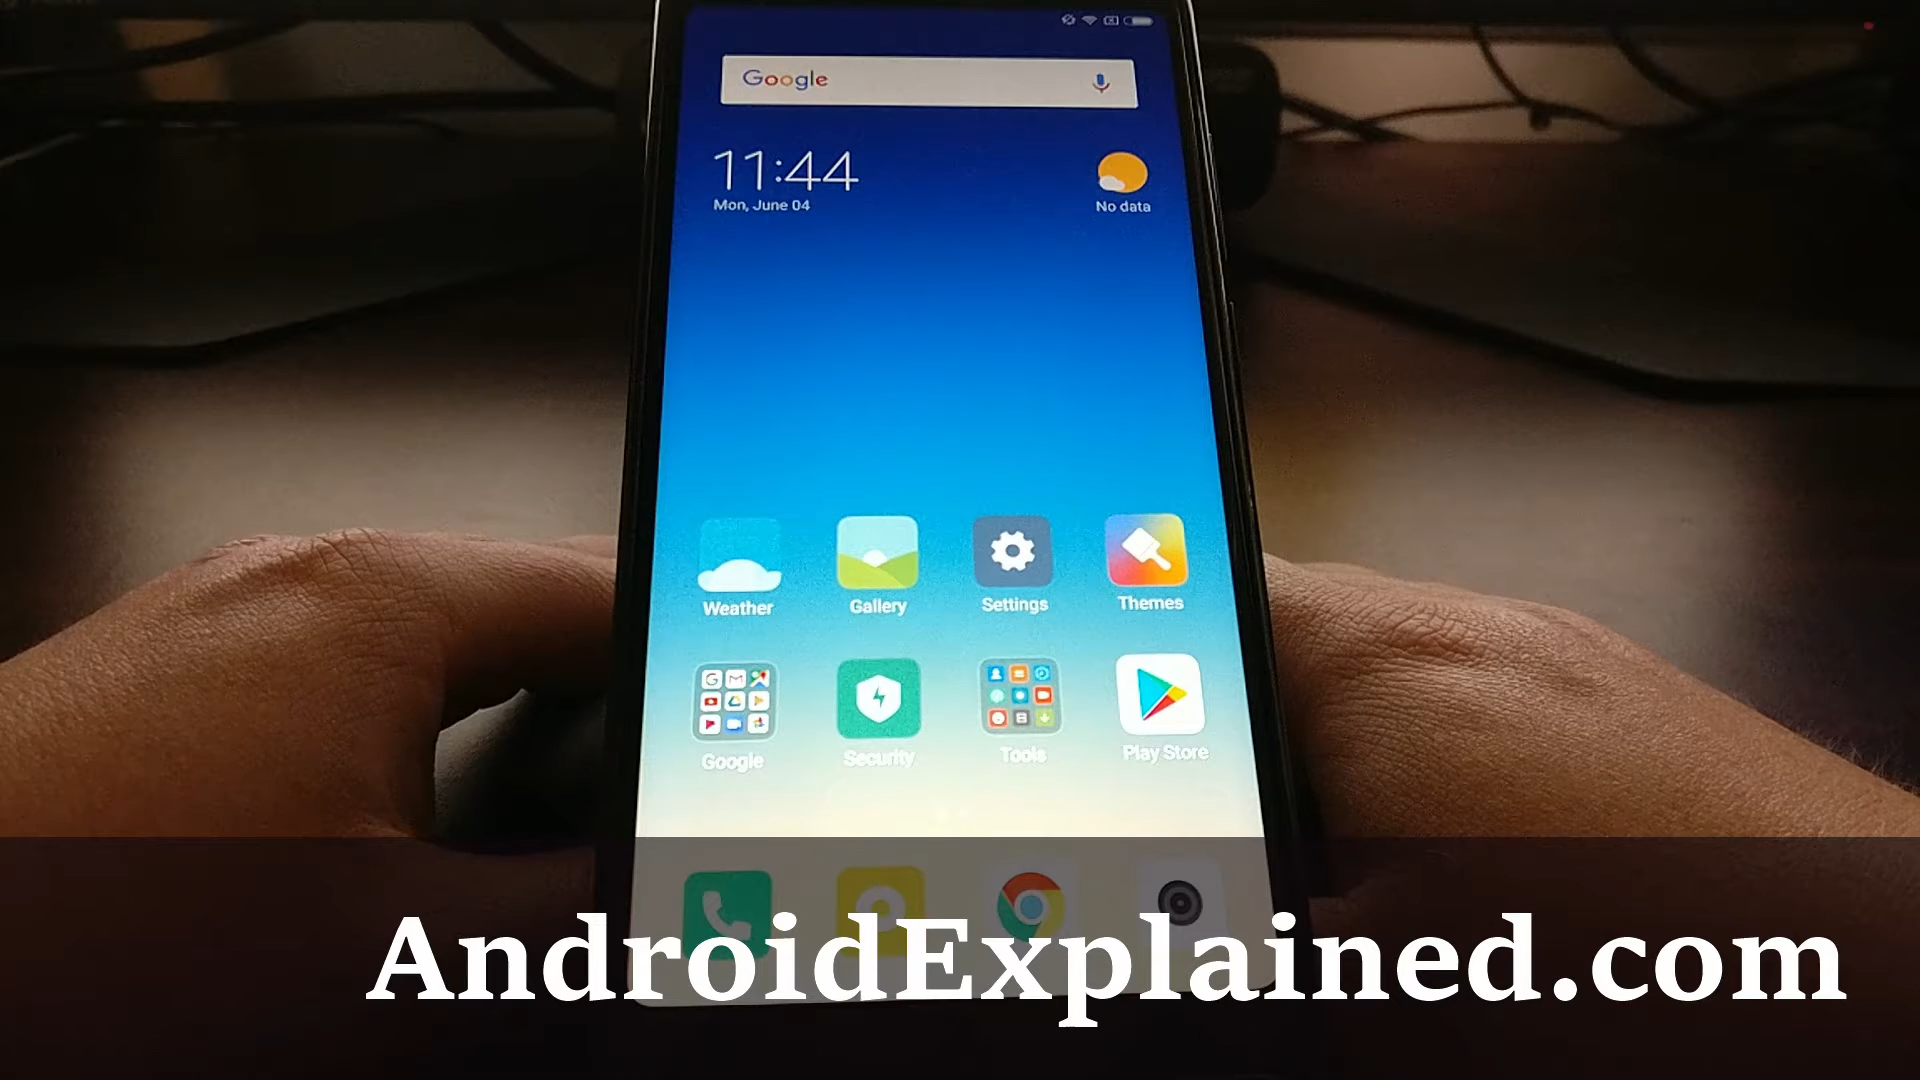 Google
11:44
Mon, June 04
No data
Weather
Gallery
Settings
Themes
Google
Security
Tools
Play Store
AndroidExplained.com